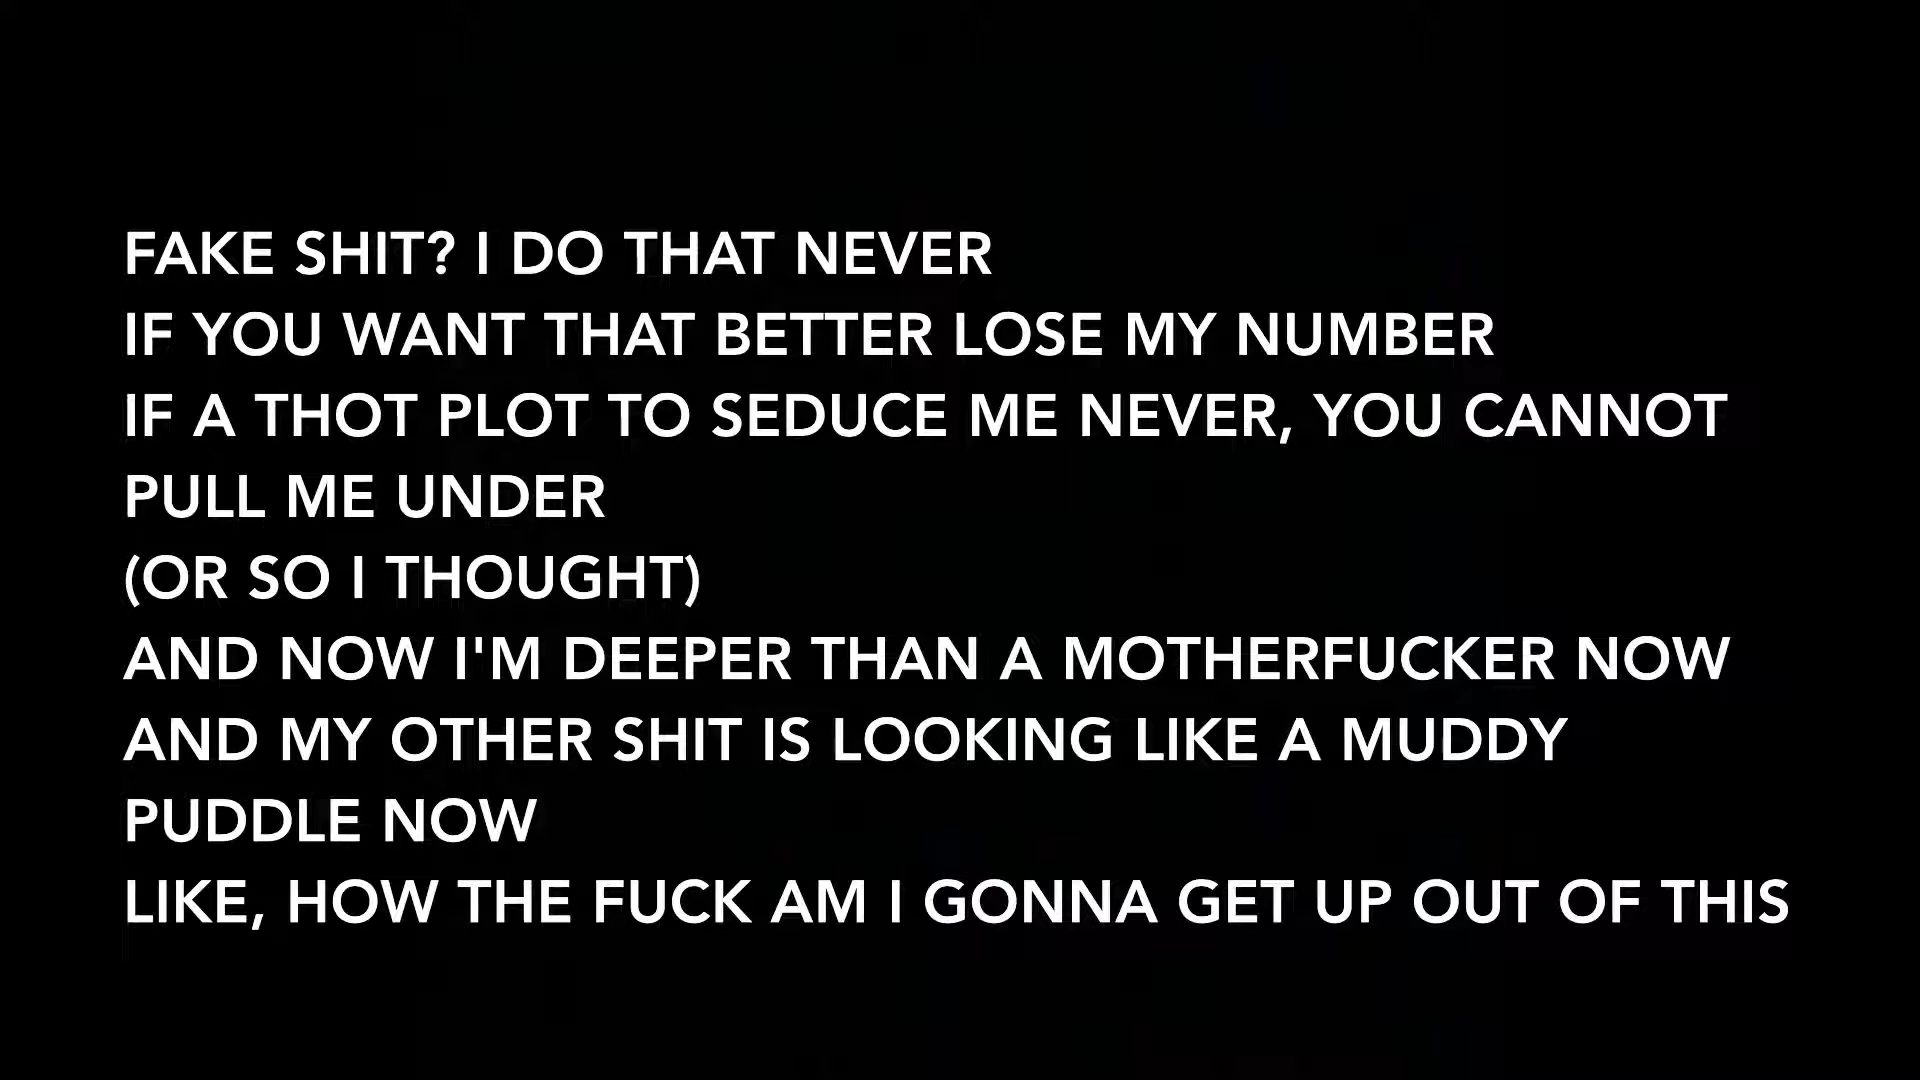 FAKE SHIT? I DO THAT NEVER
IF YOU WANT THAT BETTER LOSE MY NUMBER
IF A THOT PLOT TO SEDUCE ME NEVER, YOU CANNOT
PULL ME UNDER
(OR SO I THOUGHT)
AND NOW I'M DEEPER THAN A MOTHERFUCKER NOW
AND MY OTHER SHIT IS LOOKING LIKE A MUDDY
PUDDLE NOW
LIKE, HOW THE FUCK AM I GONNA GET UP OUT OF THIS